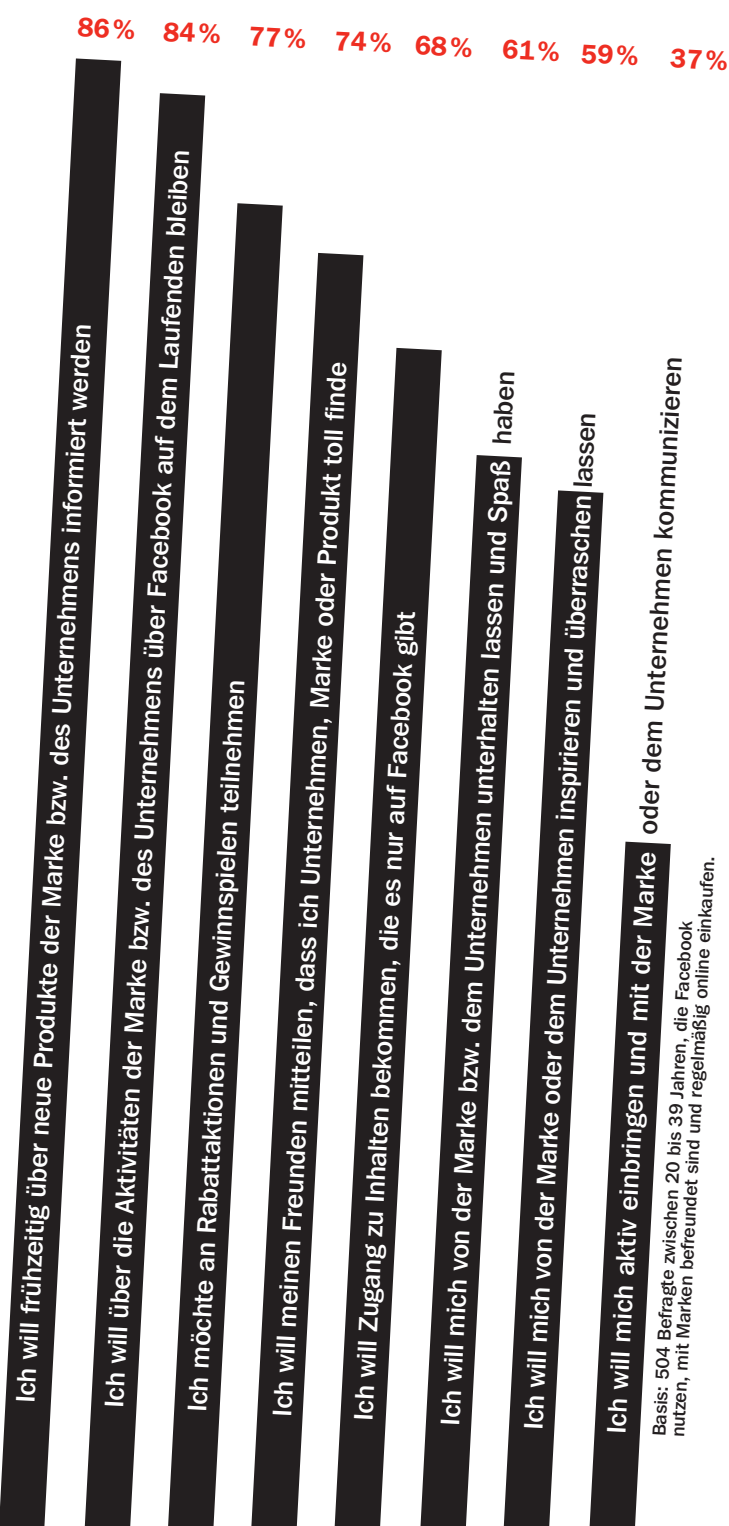 86% 84% 77% 74% 68% 61% 59% 37%
Ich will frühzeitig über neue Produkte der Marke bzw. des Unternehmens informiert werden
Ich will über die Aktivitäten der Marke bzw. des Unternehmens über Facebook auf dem Laufenden bleiben
Ich möchte an Rabattaktionen und Gewinnspielen teilnehmen
Ich will meinen Freunden mitteilen, dass ich Unternehmen, Marke oder Produkt toll finde
Ich will Zugang zu Inhalten bekommen, die es nur auf Facebook gibt
Ich will mich von der Marke bzw. dem Unternehmen unterhalten lassen und Spaß haben
Ich will mich von der Marke oder dem Unternehmen inspirieren und überraschen lassen
Ich will mich aktiv einbringen und mit der Marke oder dem Unternehmen kommunizieren
Basis: 504 Befragte zwischen 20 bis 39 Jahren, die Facebook
nutzen, mit Marken befreundet sind und regelmäßig online einkaufen.